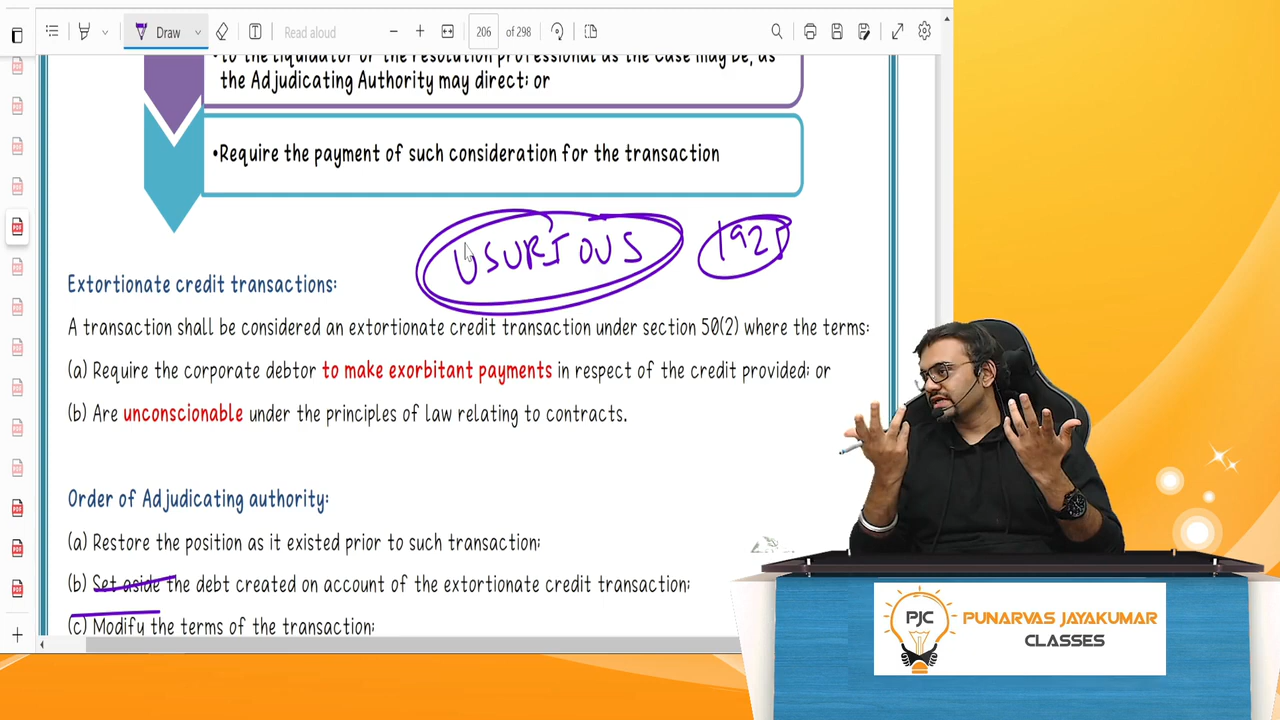 Draw
Read aloud
206 of 298
•to the liquidator or the resolution professional as the case may be, as
the Adjudicating Authority may direct; or
•Require the payment of such consideration for the transaction
USURIOUS
Extortionate credit transactions:
A transaction shall be considered an extortionate credit transaction under section 50(2) where the terms:
(a) Require the corporate debtor to make exorbitant payments in respect of the credit provided; or
(b) Are unconscionable under the principles of law relating to contracts.
Order of Adjudicating authority:
(a) Restore the position as it existed prior to such transaction;
(b) Set aside the debt created on account of the extortionate credit transaction;
(c) Modify the terms of the transaction;
PJC
PUNARVAS JAYAKUMAR
CLASSES